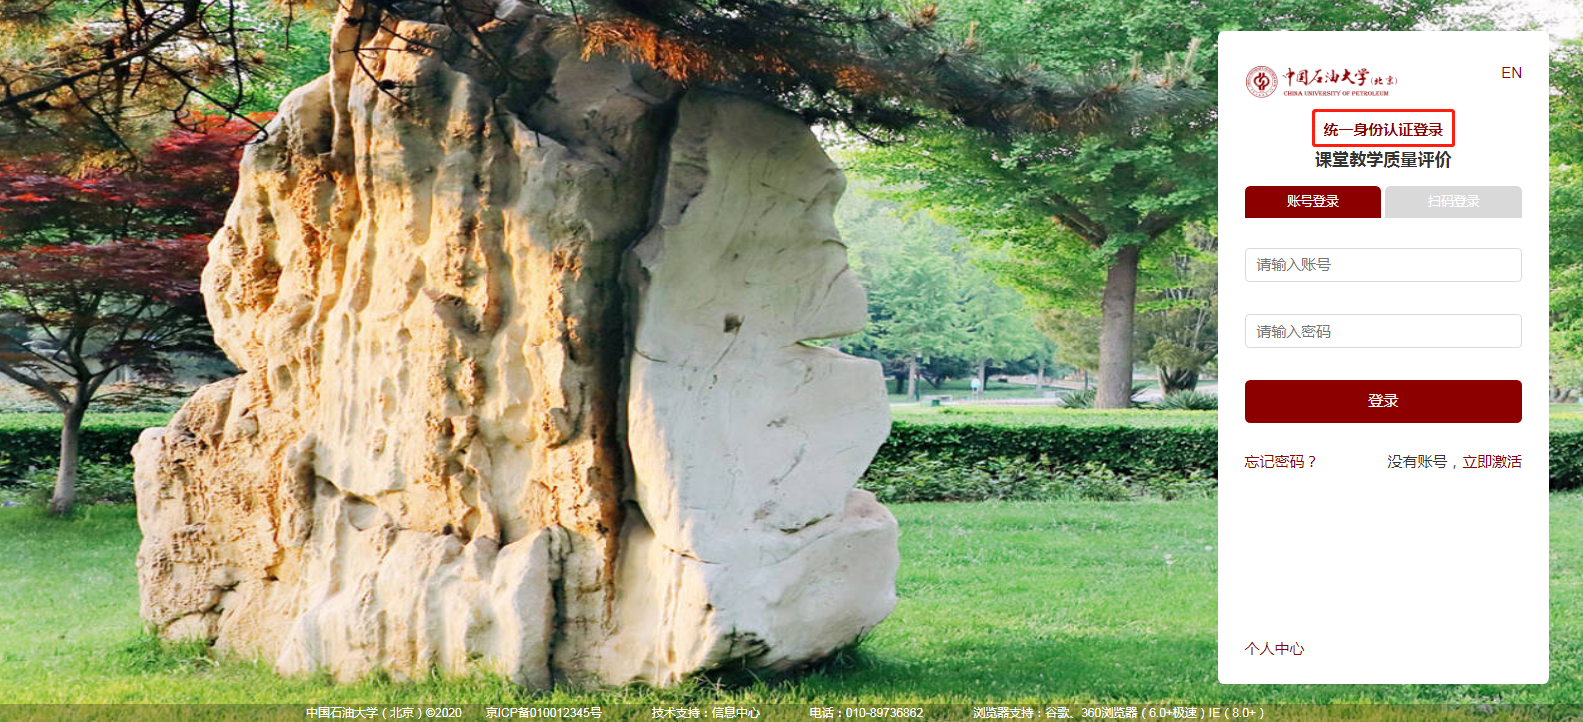 中国石油大学(北京)
CHINA UNIVERSITY OF PETROLEUM
EN
统一身份认证登录
课堂教学质量评价
账号登录 扫码登录
请输入账号
请输入密码
登录
忘记密码？ 没有账号，立即激活
个人中心
中国石油大学（北京）©2020 京ICP备010012345号 技术支持：信息中心 电话：010-89736862 浏览器支持：谷歌、360浏览器（6.0+极速）IE（8.0+）